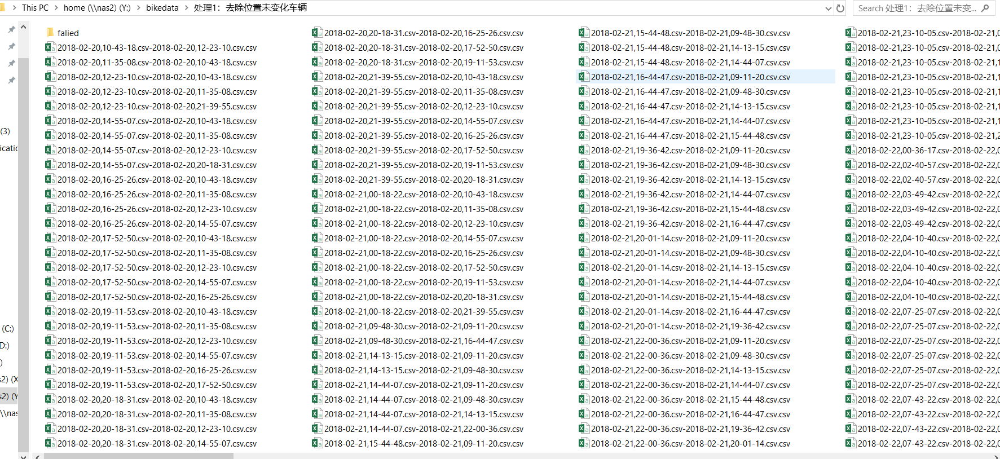 This PC > home (\\nas2) (Y:) > bikedata > 处理1：去除位置未变化车辆
Search 处理1：去除位置未变...
(3)
(C:)
D:)
s2) (X
s2) (Y
\\nas
falied
2018-02-20,10-43-18.csv-2018-02-20,12-23-10.csv.csv
2018-02-20,11-35-08.csv-2018-02-20,10-43-18.csv.csv
2018-02-20,12-23-10.csv-2018-02-20,10-43-18.csv.csv
2018-02-20,12-23-10.csv-2018-02-20,11-35-08.csv.csv
2018-02-20,12-23-10.csv-2018-02-20,21-39-55.csv.csv
2018-02-20,14-55-07.csv-2018-02-20,10-43-18.csv.csv
2018-02-20,14-55-07.csv-2018-02-20,11-35-08.csv.csv
2018-02-20,14-55-07.csv-2018-02-20,12-23-10.csv.csv
2018-02-20,14-55-07.csv-2018-02-20,20-18-31.csv.csv
2018-02-20,16-25-26.csv-2018-02-20,10-43-18.csv.csv
2018-02-20,16-25-26.csv-2018-02-20,11-35-08.csv.csv
2018-02-20,16-25-26.csv-2018-02-20,12-23-10.csv.csv
2018-02-20,16-25-26.csv-2018-02-20,14-55-07.csv.csv
2018-02-20,17-52-50.csv-2018-02-20,10-43-18.csv.csv
2018-02-20,17-52-50.csv-2018-02-20,11-35-08.csv.csv
2018-02-20,17-52-50.csv-2018-02-20,12-23-10.csv.csv
2018-02-20,17-52-50.csv-2018-02-20,14-55-07.csv.csv
2018-02-20,17-52-50.csv-2018-02-20,16-25-26.csv.csv
2018-02-20,19-11-53.csv-2018-02-20,10-43-18.csv.csv
2018-02-20,19-11-53.csv-2018-02-20,11-35-08.csv.csv
2018-02-20,19-11-53.csv-2018-02-20,12-23-10.csv.csv
2018-02-20,19-11-53.csv-2018-02-20,14-55-07.csv.csv
2018-02-20,19-11-53.csv-2018-02-20,16-25-26.csv.csv
2018-02-20,19-11-53.csv-2018-02-20,17-52-50.csv.csv
2018-02-20,20-18-31.csv-2018-02-20,10-43-18.csv.csv
2018-02-20,20-18-31.csv-2018-02-20,11-35-08.csv.csv
2018-02-20,20-18-31.csv-2018-02-20,12-23-10.csv.csv
2018-02-20,20-18-31.csv-2018-02-20,14-55-07.csv.csv
2018-02-20,20-18-31.csv-2018-02-20,16-25-26.csv.csv
2018-02-20,20-18-31.csv-2018-02-20,17-52-50.csv.csv
2018-02-20,20-18-31.csv-2018-02-20,19-11-53.csv.csv
2018-02-20,21-39-55.csv-2018-02-20,10-43-18.csv.csv
2018-02-20,21-39-55.csv-2018-02-20,11-35-08.csv.csv
2018-02-20,21-39-55.csv-2018-02-20,12-23-10.csv.csv
2018-02-20,21-39-55.csv-2018-02-20,14-55-07.csv.csv
2018-02-20,21-39-55.csv-2018-02-20,16-25-26.csv.csv
2018-02-20,21-39-55.csv-2018-02-20,17-52-50.csv.csv
2018-02-20,21-39-55.csv-2018-02-20,19-11-53.csv.csv
2018-02-20,21-39-55.csv-2018-02-20,20-18-31.csv.csv
2018-02-21,00-18-22.csv-2018-02-20,10-43-18.csv.csv
2018-02-21,00-18-22.csv-2018-02-20,11-35-08.csv.csv
2018-02-21,00-18-22.csv-2018-02-20,12-23-10.csv.csv
2018-02-21,00-18-22.csv-2018-02-20,14-55-07.csv.csv
2018-02-21,00-18-22.csv-2018-02-20,16-25-26.csv.csv
2018-02-21,00-18-22.csv-2018-02-20,17-52-50.csv.csv
2018-02-21,00-18-22.csv-2018-02-20,19-11-53.csv.csv
2018-02-21,00-18-22.csv-2018-02-20,20-18-31.csv.csv
2018-02-21,00-18-22.csv-2018-02-20,21-39-55.csv.csv
2018-02-21,09-48-30.csv-2018-02-21,09-11-20.csv.csv
2018-02-21,09-48-30.csv-2018-02-21,16-44-47.csv.csv
2018-02-21,14-13-15.csv-2018-02-21,09-11-20.csv.csv
2018-02-21,14-13-15.csv-2018-02-21,09-48-30.csv.csv
2018-02-21,14-44-07.csv-2018-02-21,09-11-20.csv.csv
2018-02-21,14-44-07.csv-2018-02-21,09-48-30.csv.csv
2018-02-21,14-44-07.csv-2018-02-21,14-13-15.csv.csv
2018-02-21,14-44-07.csv-2018-02-21,22-00-36.csv.csv
2018-02-21,15-44-48.csv-2018-02-21,09-11-20.csv.csv
2018-02-21,15-44-48.csv-2018-02-21,09-48-30.csv.csv
2018-02-21,15-44-48.csv-2018-02-21,14-13-15.csv.csv
2018-02-21,15-44-48.csv-2018-02-21,14-44-07.csv.csv
2018-02-21,16-44-47.csv-2018-02-21,09-11-20.csv.csv
2018-02-21,16-44-47.csv-2018-02-21,09-48-30.csv.csv
2018-02-21,16-44-47.csv-2018-02-21,14-13-15.csv.csv
2018-02-21,16-44-47.csv-2018-02-21,14-44-07.csv.csv
2018-02-21,16-44-47.csv-2018-02-21,15-44-48.csv.csv
2018-02-21,19-36-42.csv-2018-02-21,09-11-20.csv.csv
2018-02-21,19-36-42.csv-2018-02-21,09-48-30.csv.csv
2018-02-21,19-36-42.csv-2018-02-21,14-13-15.csv.csv
2018-02-21,19-36-42.csv-2018-02-21,14-44-07.csv.csv
2018-02-21,19-36-42.csv-2018-02-21,15-44-48.csv.csv
2018-02-21,19-36-42.csv-2018-02-21,16-44-47.csv.csv
2018-02-21,20-01-14.csv-2018-02-21,09-11-20.csv.csv
2018-02-21,20-01-14.csv-2018-02-21,09-48-30.csv.csv
2018-02-21,20-01-14.csv-2018-02-21,14-13-15.csv.csv
2018-02-21,20-01-14.csv-2018-02-21,14-44-07.csv.csv
2018-02-21,20-01-14.csv-2018-02-21,15-44-48.csv.csv
2018-02-21,20-01-14.csv-2018-02-21,16-44-47.csv.csv
2018-02-21,20-01-14.csv-2018-02-21,19-36-42.csv.csv
2018-02-21,22-00-36.csv-2018-02-21,09-11-20.csv.csv
2018-02-21,22-00-36.csv-2018-02-21,09-48-30.csv.csv
2018-02-21,22-00-36.csv-2018-02-21,14-13-15.csv.csv
2018-02-21,22-00-36.csv-2018-02-21,14-44-07.csv.csv
2018-02-21,22-00-36.csv-2018-02-21,15-44-48.csv.csv
2018-02-21,22-00-36.csv-2018-02-21,16-44-47.csv.csv
2018-02-21,22-00-36.csv-2018-02-21,19-36-42.csv.csv
2018-02-21,22-00-36.csv-2018-02-21,20-01-14.csv.csv
2018-02-21,23-10-05.csv-2018-02-21,0
2018-02-21,23-10-05.csv-2018-02-21,0
2018-02-21,23-10-05.csv-2018-02-21,1
2018-02-21,23-10-05.csv-2018-02-21,1
2018-02-21,23-10-05.csv-2018-02-21,1
2018-02-21,23-10-05.csv-2018-02-21,1
2018-02-21,23-10-05.csv-2018-02-21,1
2018-02-21,23-10-05.csv-2018-02-21,2
2018-02-22,00-36-17.csv-2018-02-22,0
2018-02-22,02-40-57.csv-2018-02-22,0
2018-02-22,02-40-57.csv-2018-02-22,0
2018-02-22,03-49-42.csv-2018-02-22,0
2018-02-22,03-49-42.csv-2018-02-22,0
2018-02-22,03-49-42.csv-2018-02-22,0
2018-02-22,04-10-40.csv-2018-02-22,0
2018-02-22,04-10-40.csv-2018-02-22,0
2018-02-22,04-10-40.csv-2018-02-22,0
2018-02-22,04-10-40.csv-2018-02-22,0
2018-02-22,04-10-40.csv-2018-02-22,0
2018-02-22,07-25-07.csv-2018-02-22,0
2018-02-22,07-25-07.csv-2018-02-22,0
2018-02-22,07-25-07.csv-2018-02-22,0
2018-02-22,07-25-07.csv-2018-02-22,0
2018-02-22,07-25-07.csv-2018-02-22,0
2018-02-22,07-25-07.csv-2018-02-22,0
2018-02-22,07-43-22.csv-2018-02-22,0
2018-02-22,07-43-22.csv-2018-02-22,0
2018-02-22,07-43-22.csv-2018-02-22,0
2018-02-22,07-43-22.csv-2018-02-22,0